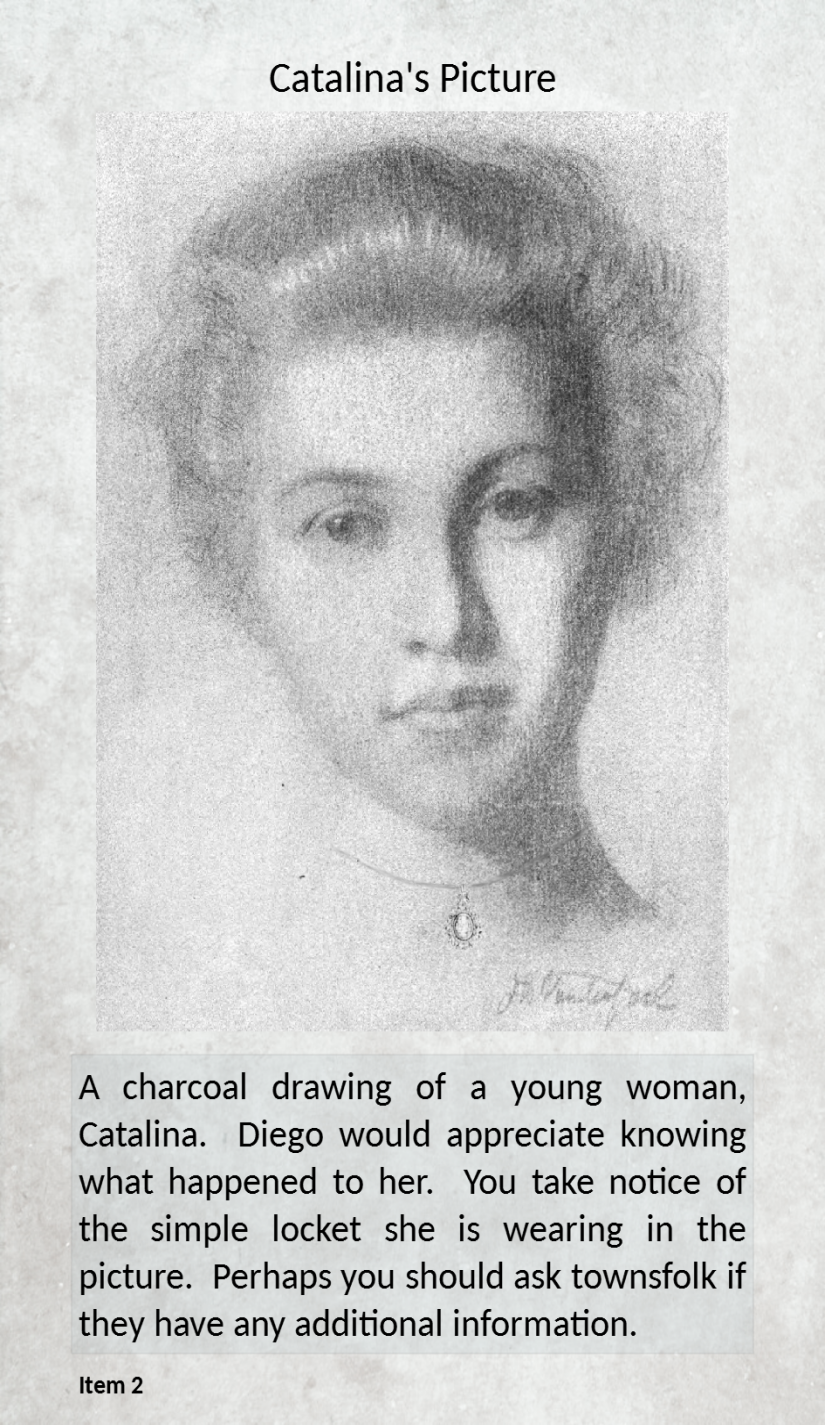 Catalina's Picture
A charcoal drawing of a young woman,
Catalina. Diego would appreciate knowing
what happened to her. You take notice of
the simple locket she is wearing in the
picture. Perhaps you should ask townsfolk if
they have any additional information.
Item 2